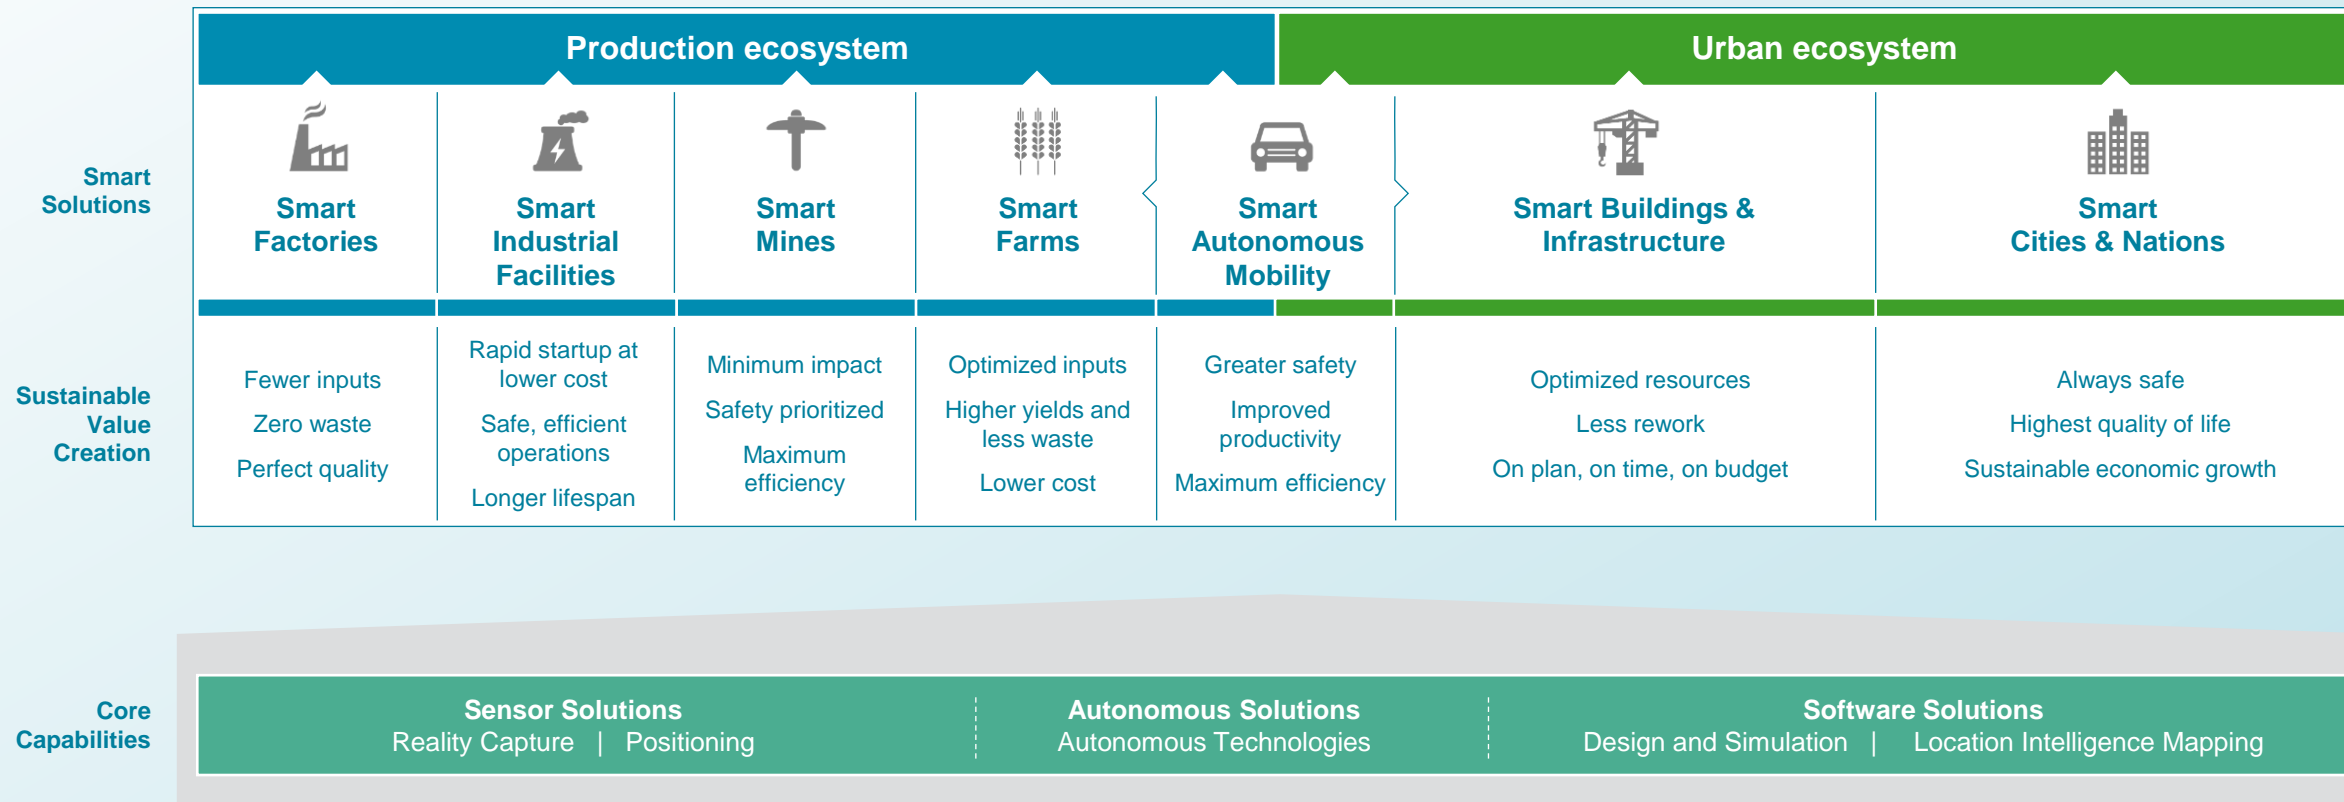 Production ecosystem
Urban ecosystem
Smart
Solutions
Smart
Factories
Smart
Industrial
Facilities
Smart
Mines
Smart
Farms
Smart
Autonomous
Mobility
Smart Buildings &
Infrastructure
Smart
Cities & Nations
Sustainable
Value
Creation
Fewer inputs
Zero waste
Perfect quality
Rapid startup at
lower cost
Safe, efficient
operations
Longer lifespan
Minimum impact
Safety prioritized
Maximum
efficiency
Optimized inputs
Higher yields and
less waste
Lower cost
Greater safety
Improved
productivity
Maximum efficiency
Optimized resources
Less rework
On plan, on time, on budget
Always safe
Highest quality of life
Sustainable economic growth
Core
Capabilities
Sensor Solutions
Reality Capture | Positioning
Autonomous Solutions
Autonomous Technologies
Software Solutions
Design and Simulation | Location Intelligence Mapping